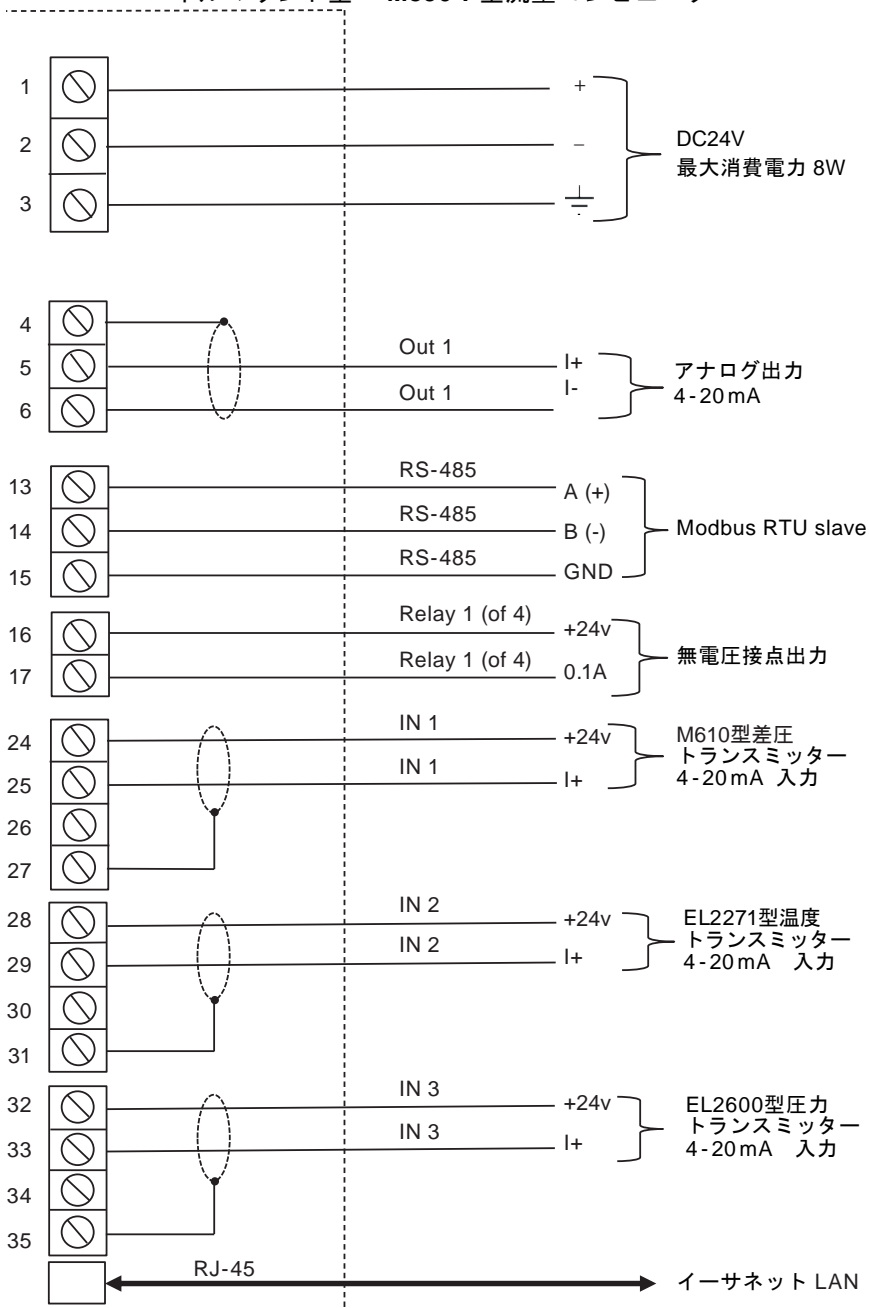 1 +
2 − DC24V
最大消費電力 8W
3
4
5 Out 1 I+ アナログ出力
6 Out 1 I- 4-20mA
13 RS-485 A (+)
14 RS-485 B (-) Modbus RTU slave
15 RS-485 GND
16 Relay 1 (of 4) +24v 無電圧接点出力
17 Relay 1 (of 4) 0.1A
24 IN 1 +24v M610型差圧
トランスミッター
25 IN 1 I+ 4-20mA 入力
26
27
28 IN 2 +24v EL2271型温度
トランスミッター
29 IN 2 I+ 4-20mA 入力
30
31
32 IN 3 +24v EL2600型圧力
トランスミッター
33 IN 3 I+ 4-20mA 入力
34
35
RJ-45 イーサネット LAN